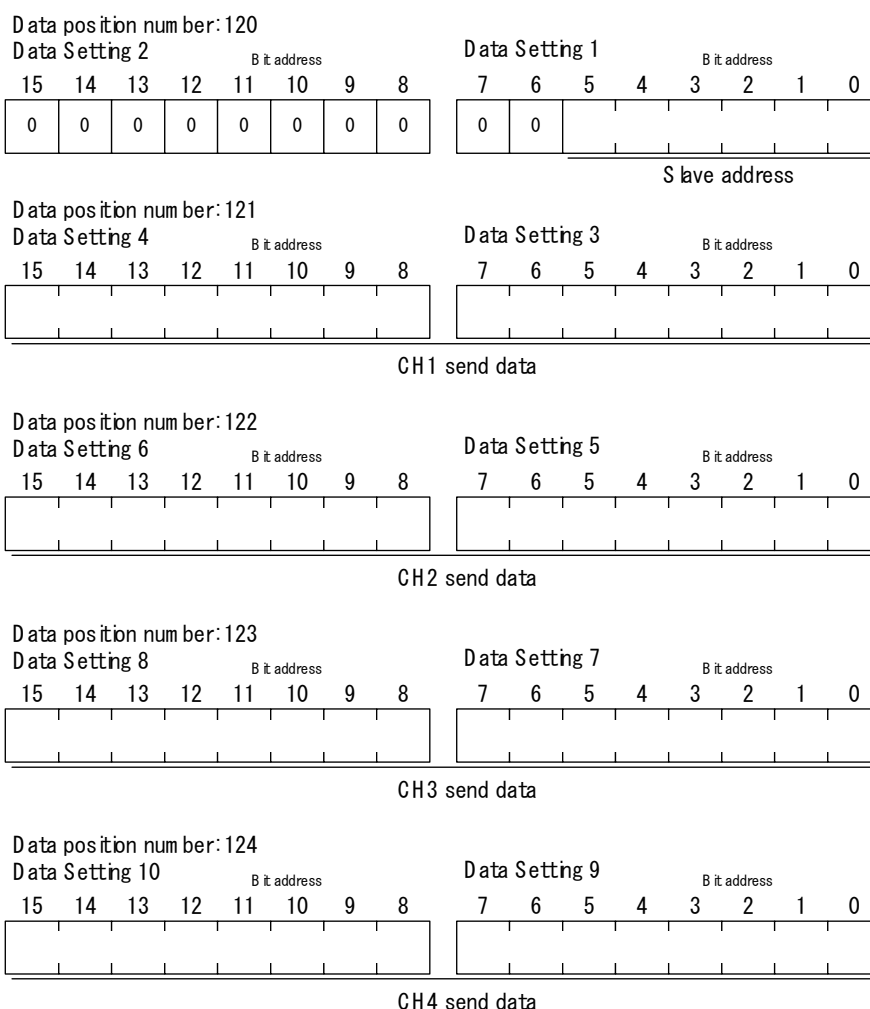 Data position number:120
Data Setting 2 Bit address Data Setting 1 Bit address
15 14 13 12 11 10 9 8 7 6 5 4 3 2 1 0
0 0 0 0 0 0 0 0 0 0
Slave address
Data position number:121
Data Setting 4 Bit address Data Setting 3 Bit address
15 14 13 12 11 10 9 8 7 6 5 4 3 2 1 0
CH1 send data
Data position number:122
Data Setting 6 Bit address Data Setting 5 Bit address
15 14 13 12 11 10 9 8 7 6 5 4 3 2 1 0
CH2 send data
Data position number:123
Data Setting 8 Bit address Data Setting 7 Bit address
15 14 13 12 11 10 9 8 7 6 5 4 3 2 1 0
CH3 send data
Data position number:124
Data Setting 10 Bit address Data Setting 9 Bit address
15 14 13 12 11 10 9 8 7 6 5 4 3 2 1 0
CH4 send data